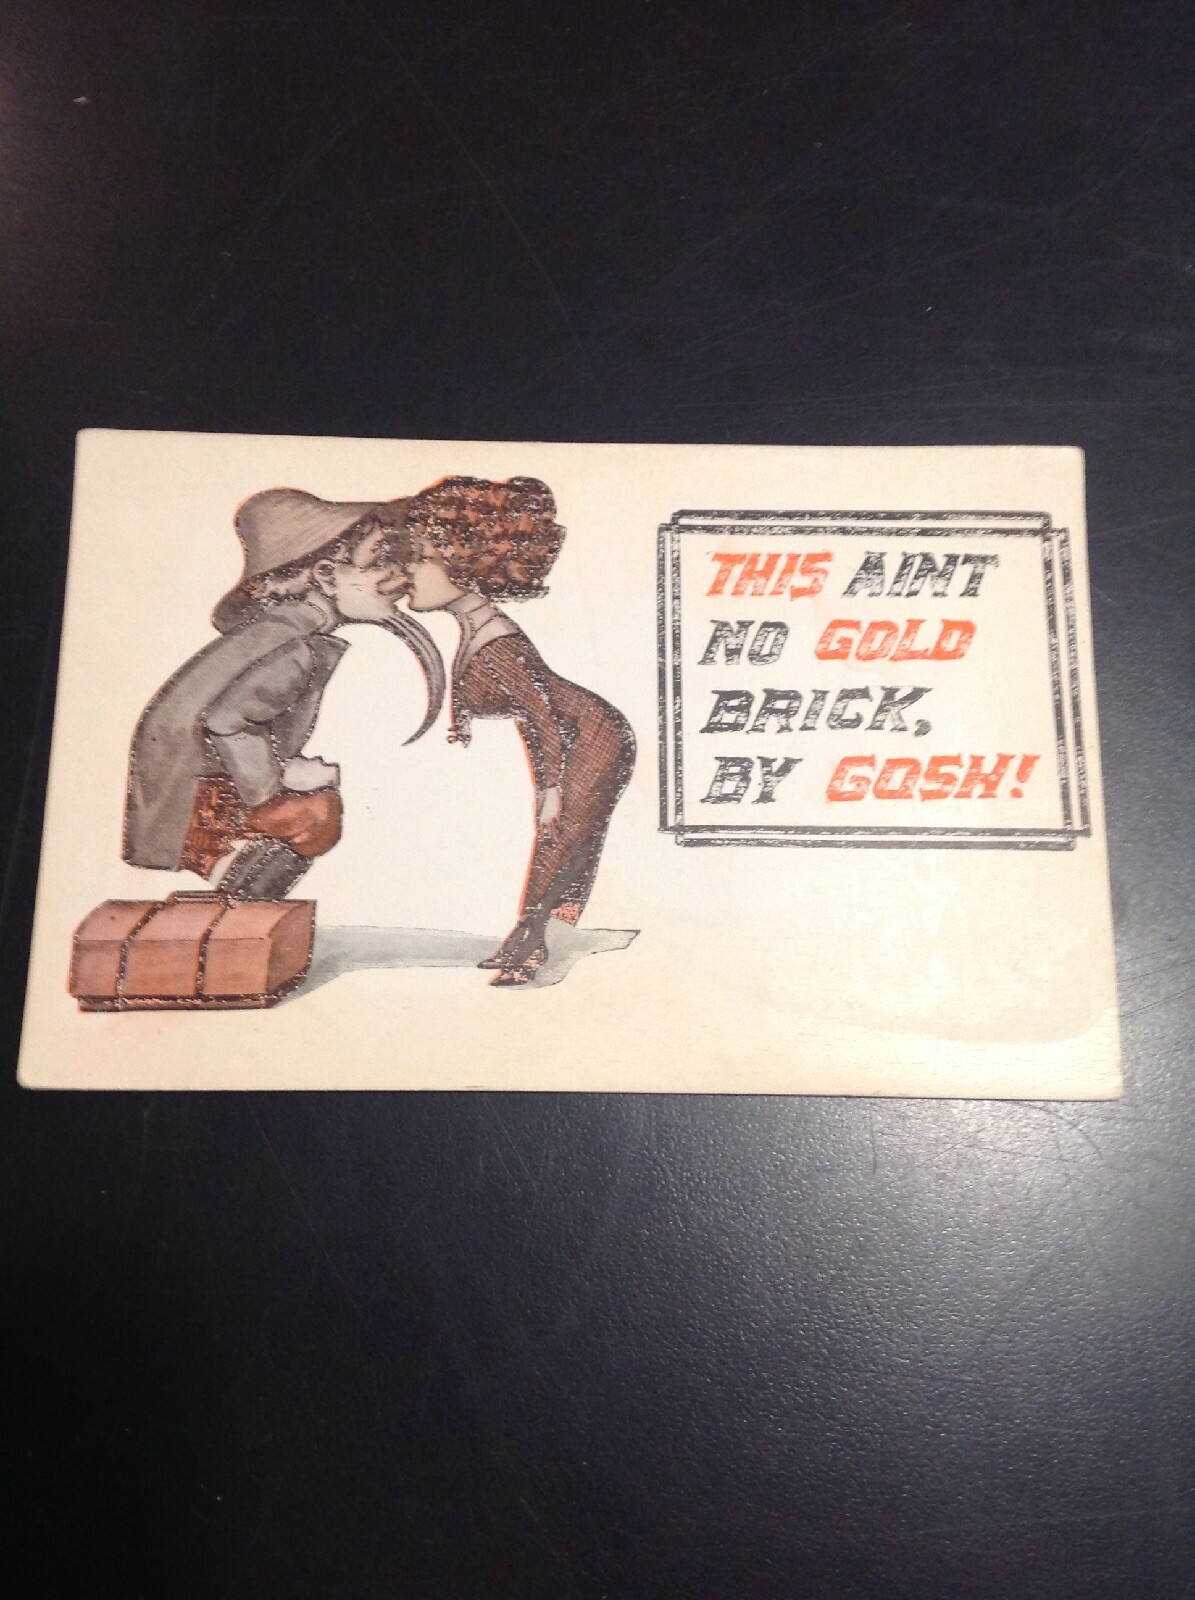 THIS AINT
NO GOLD
BRICK,
BY GOSH!